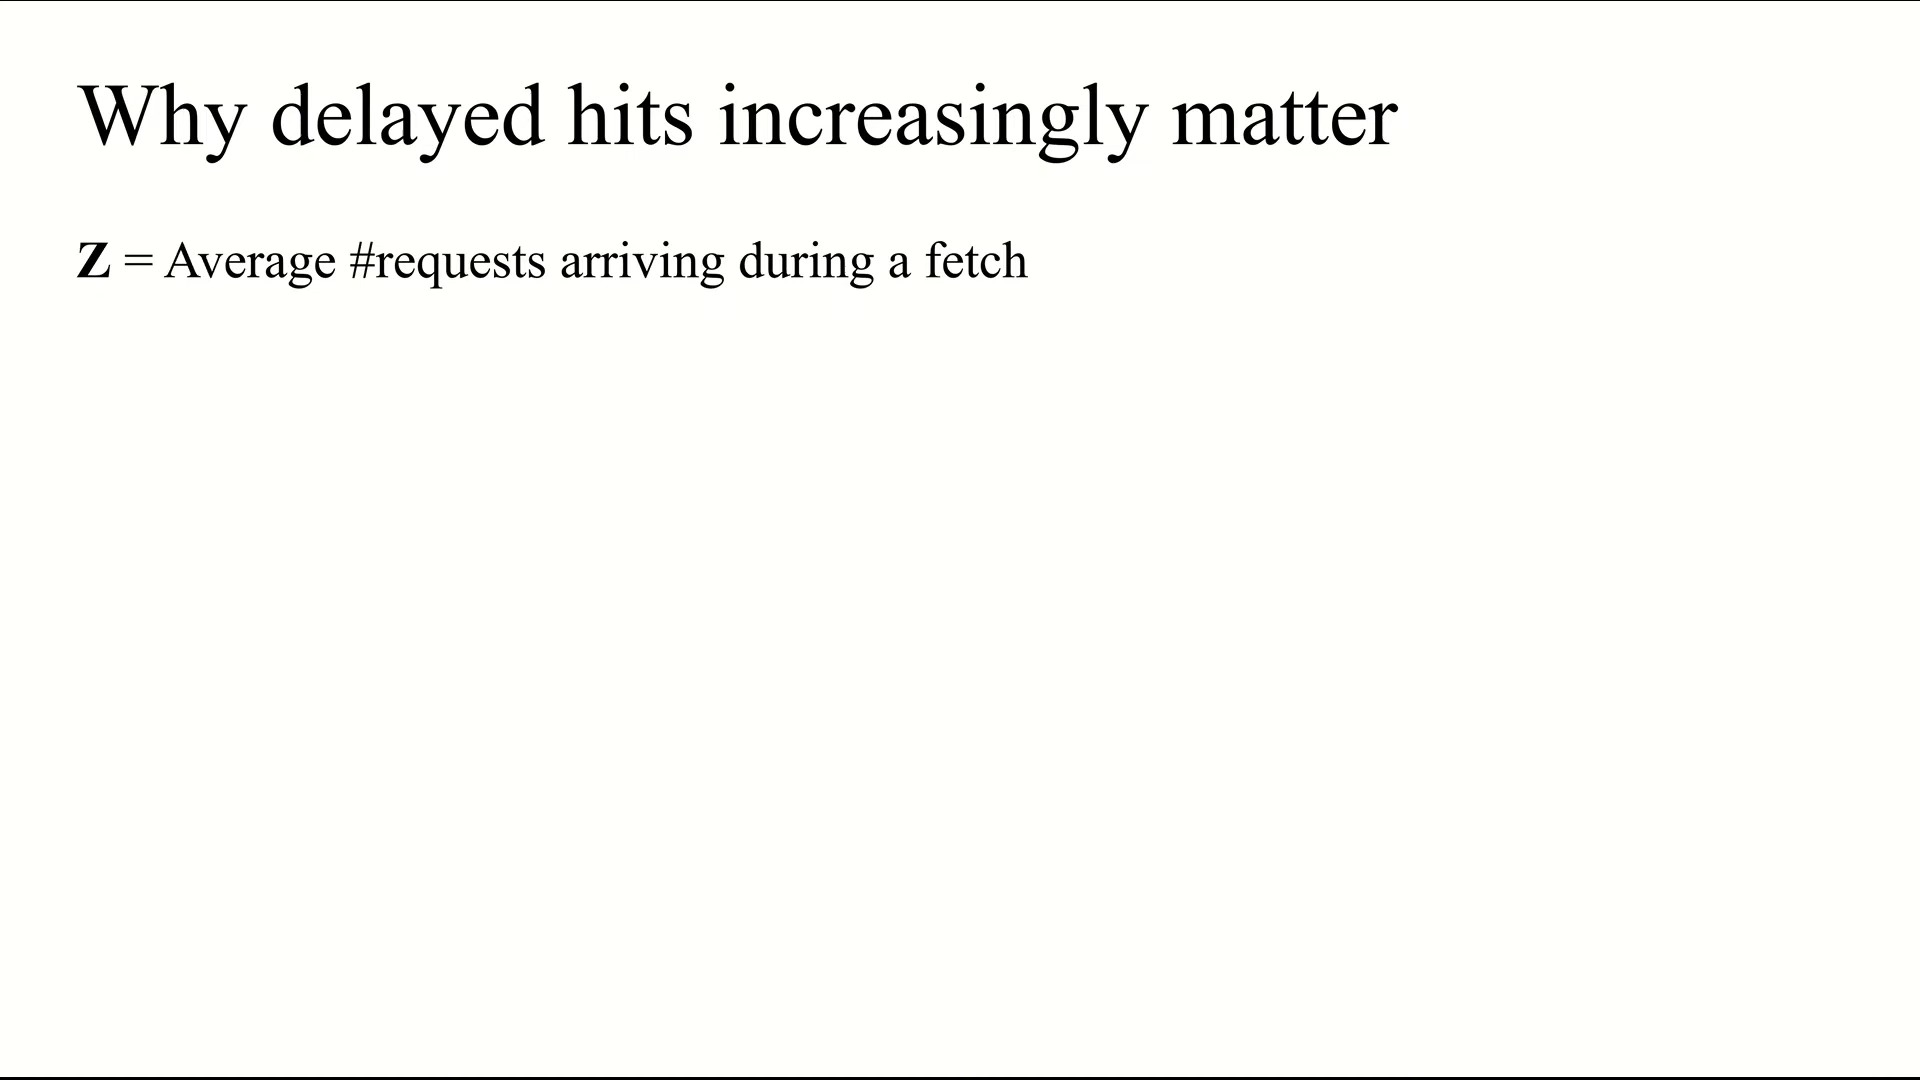 Why delayed hits increasingly matter
Z = Average #requests arriving during a fetch